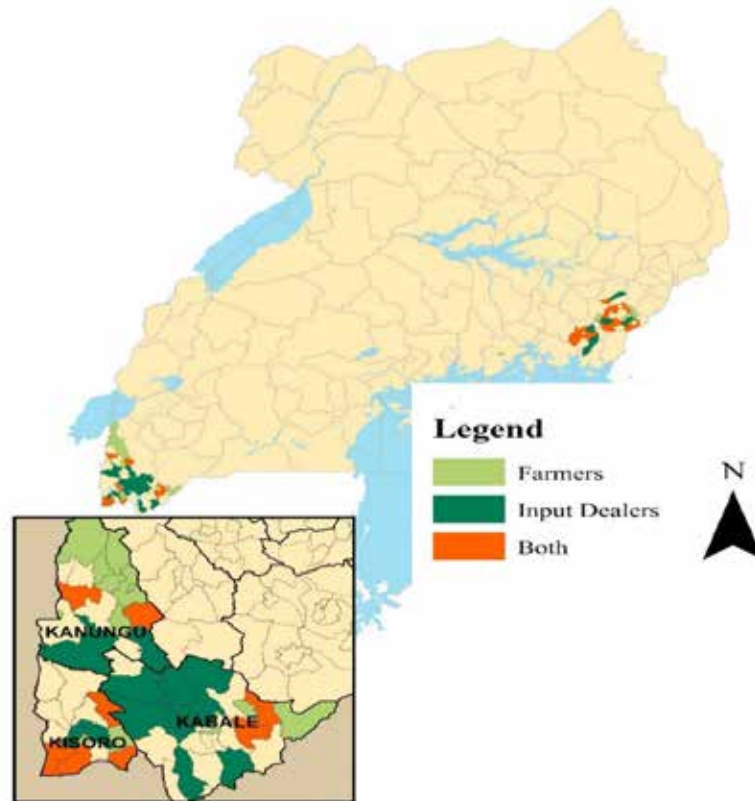 Legend
Farmers
Input Dealers
Both
N
KANUNGU
KABALE
KISORO